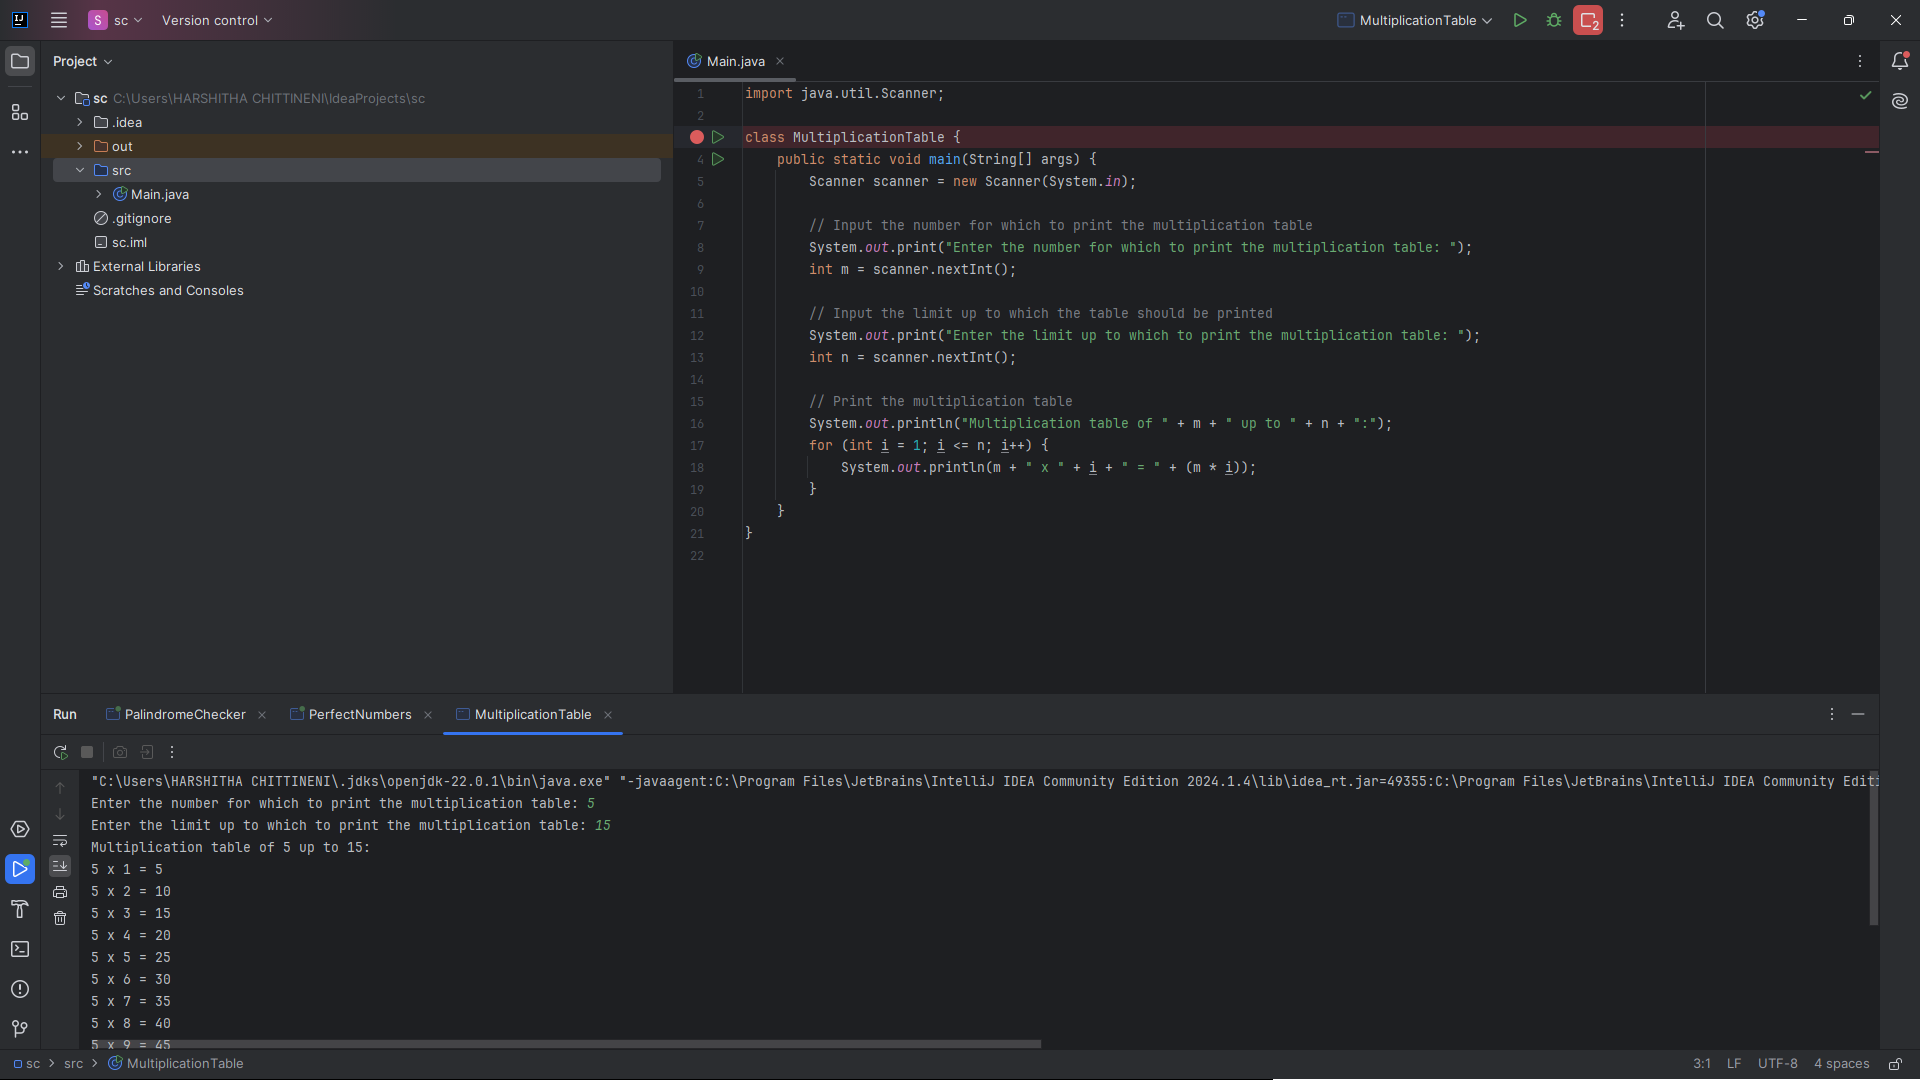 S sc Version control MultiplicationTable 2
Project
Main.java
sc C:\Users\HARSHITHA CHITTINENI\IdeaProjects\sc
.idea
out
src
Main.java
.gitignore
sc.iml
External Libraries
Scratches and Consoles
1 import java.util.Scanner;
2
class MultiplicationTable {
4 public static void main(String[] args) {
5 Scanner scanner = new Scanner(System.in);
6
7 // Input the number for which to print the multiplication table
8 System.out.print("Enter the number for which to print the multiplication table: ");
9 int m = scanner.nextInt();
10
11 // Input the limit up to which the table should be printed
12 System.out.print("Enter the limit up to which to print the multiplication table: ");
13 int n = scanner.nextInt();
14
15 // Print the multiplication table
16 System.out.println("Multiplication table of " + m + " up to " + n + ":");
17 for (int i = 1; i <= n; i++) {
18 System.out.println(m + " x " + i + " = " + (m * i));
19 }
20 }
21 }
22
Run PalindromeChecker PerfectNumbers MultiplicationTable
"C:\Users\HARSHITHA CHITTINENI\.jdks\openjdk-22.0.1\bin\java.exe" "-javaagent:C:\Program Files\JetBrains\IntelliJ IDEA Community Edition 2024.1.4\lib\idea_rt.jar=49355:C:\Program Files\JetBrains\IntelliJ IDEA Community Editi
Enter the number for which to print the multiplication table: 5
Enter the limit up to which to print the multiplication table: 15
Multiplication table of 5 up to 15:
5 x 1 = 5
5 x 2 = 10
5 x 3 = 15
5 x 4 = 20
5 x 5 = 25
5 x 6 = 30
5 x 7 = 35
5 x 8 = 40
5 x 9 = 45
sc > src > MultiplicationTable 3:1 LF UTF-8 4 spaces